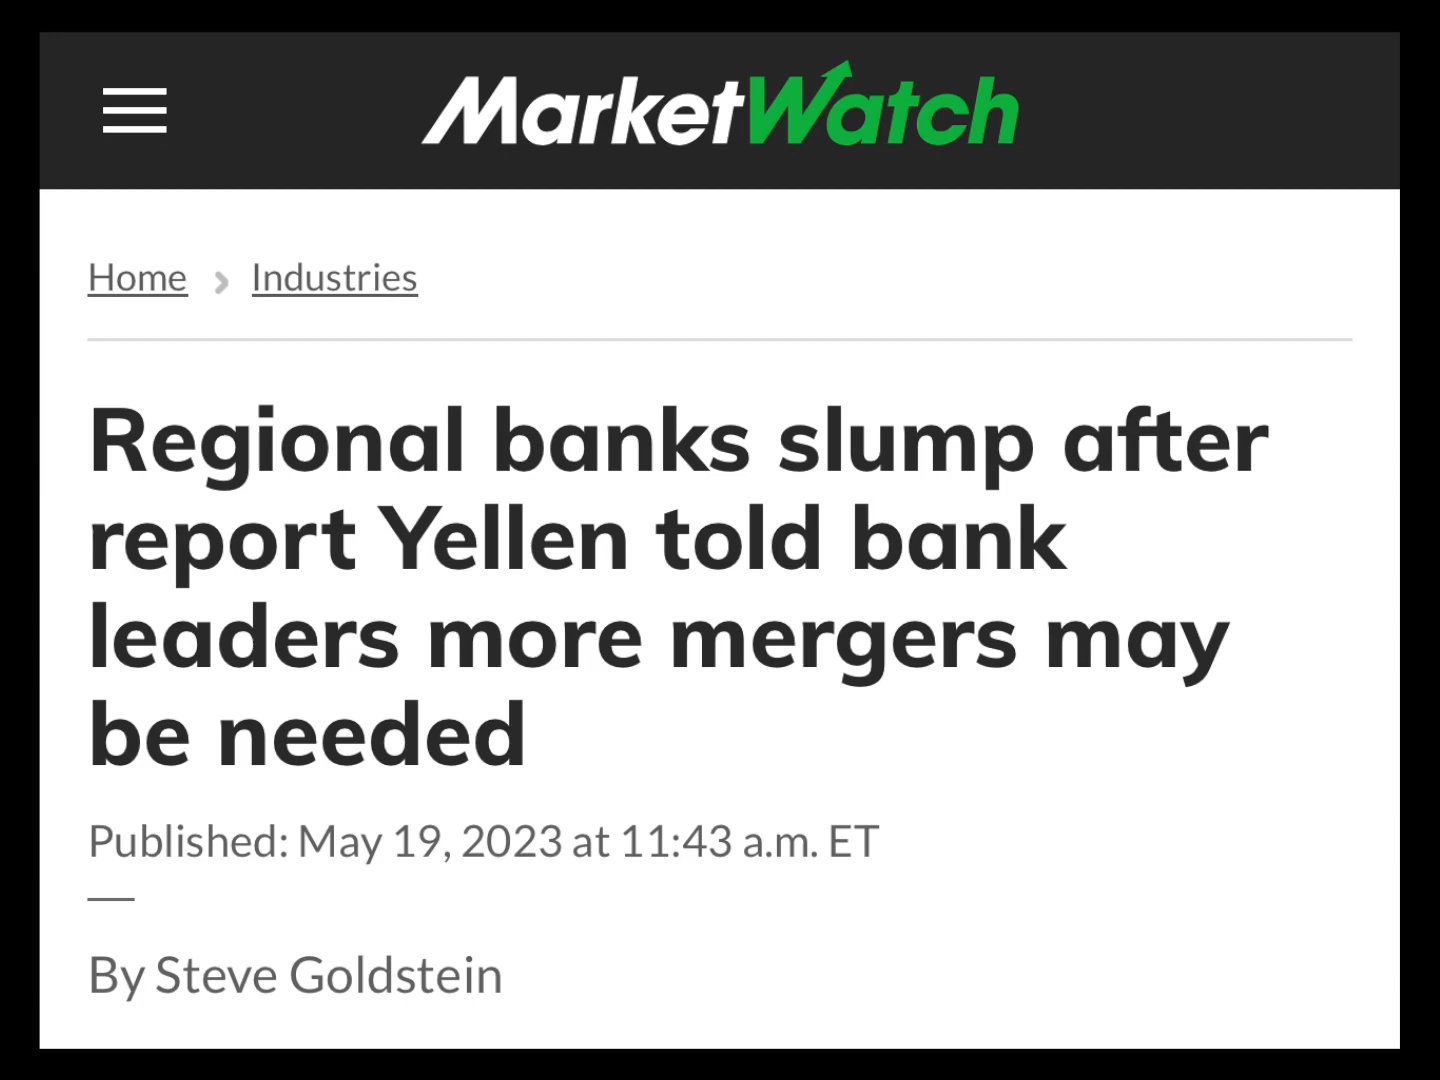 MarketWatch
Home › Industries
Regional banks slump after
report Yellen told bank
leaders more mergers may
be needed
Published: May 19, 2023 at 11:43 a.m. ET
By Steve Goldstein